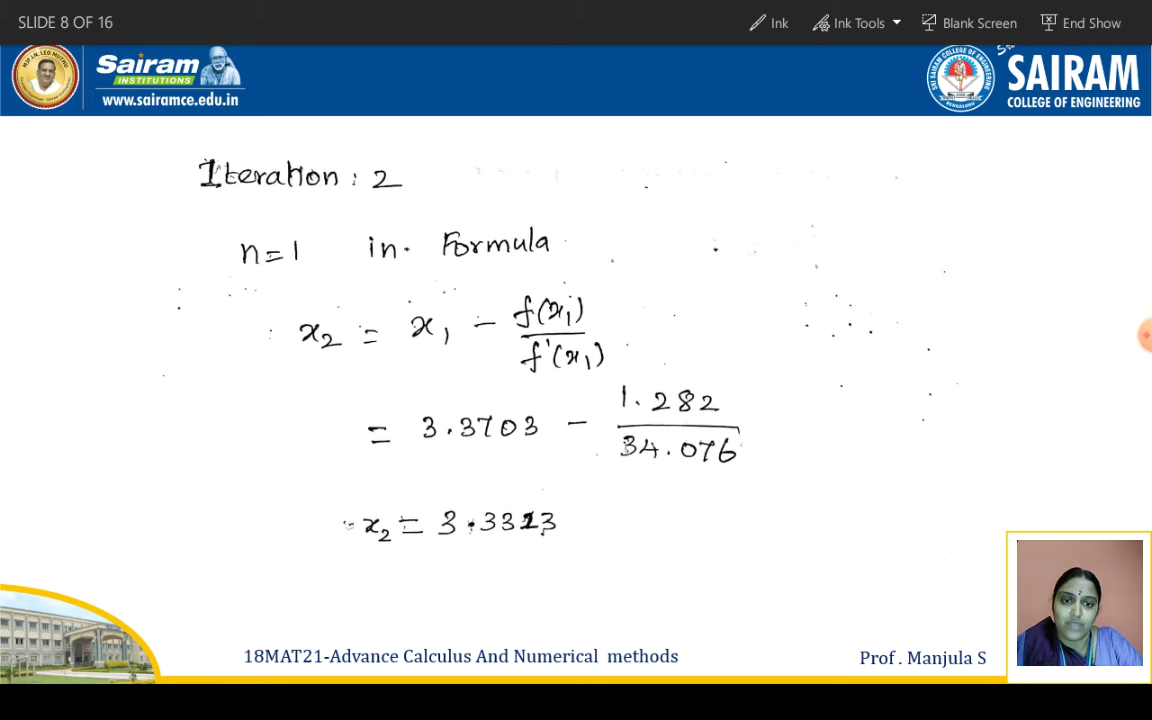 SLIDE 8 OF 16
Ink Ink Tools Blank Screen End Show
Sairam
INSTITUTIONS
www.sairamce.edu.in
SAIRAM
COLLEGE OF ENGINEERING
Iteration : 2
n=1 in Formula
x₂ = x₁ - f(x₁)/f'(x₁)
= 3.3703 - 1.282/34.076
x₂ = 3.3323
18MAT21-Advance Calculus And Numerical methods
Prof . Manjula S